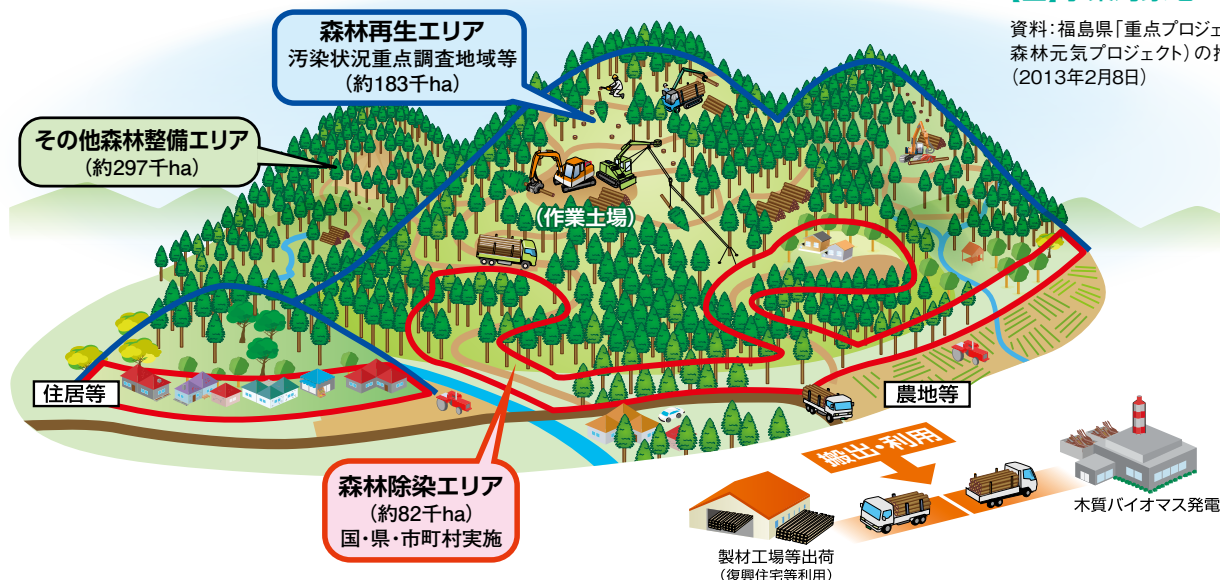 資料:福島県「重点プロジェ
森林元気プロジェクト)の
(2013年2月8日)
森林再生エリア
汚染状況重点調査地域等
(約183千ha)
その他森林整備エリア
(約297千ha)
(作業土場)
住居等
農地等
森林除染エリア
(約82千ha)
国・県・市町村実施
搬出・利用
製材工場等出荷
(復興住宅等利用)
木質バイオマス発電